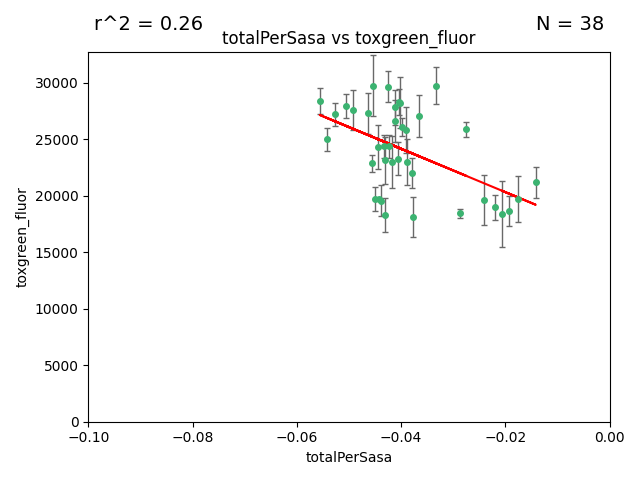 r^2 = 0.26
N = 38
totalPerSasa vs toxgreen_fluor
30000
25000
20000
15000
10000
5000
0
toxgreen_fluor
−0.10
−0.08
−0.06
−0.04
−0.02
0.00
totalPerSasa